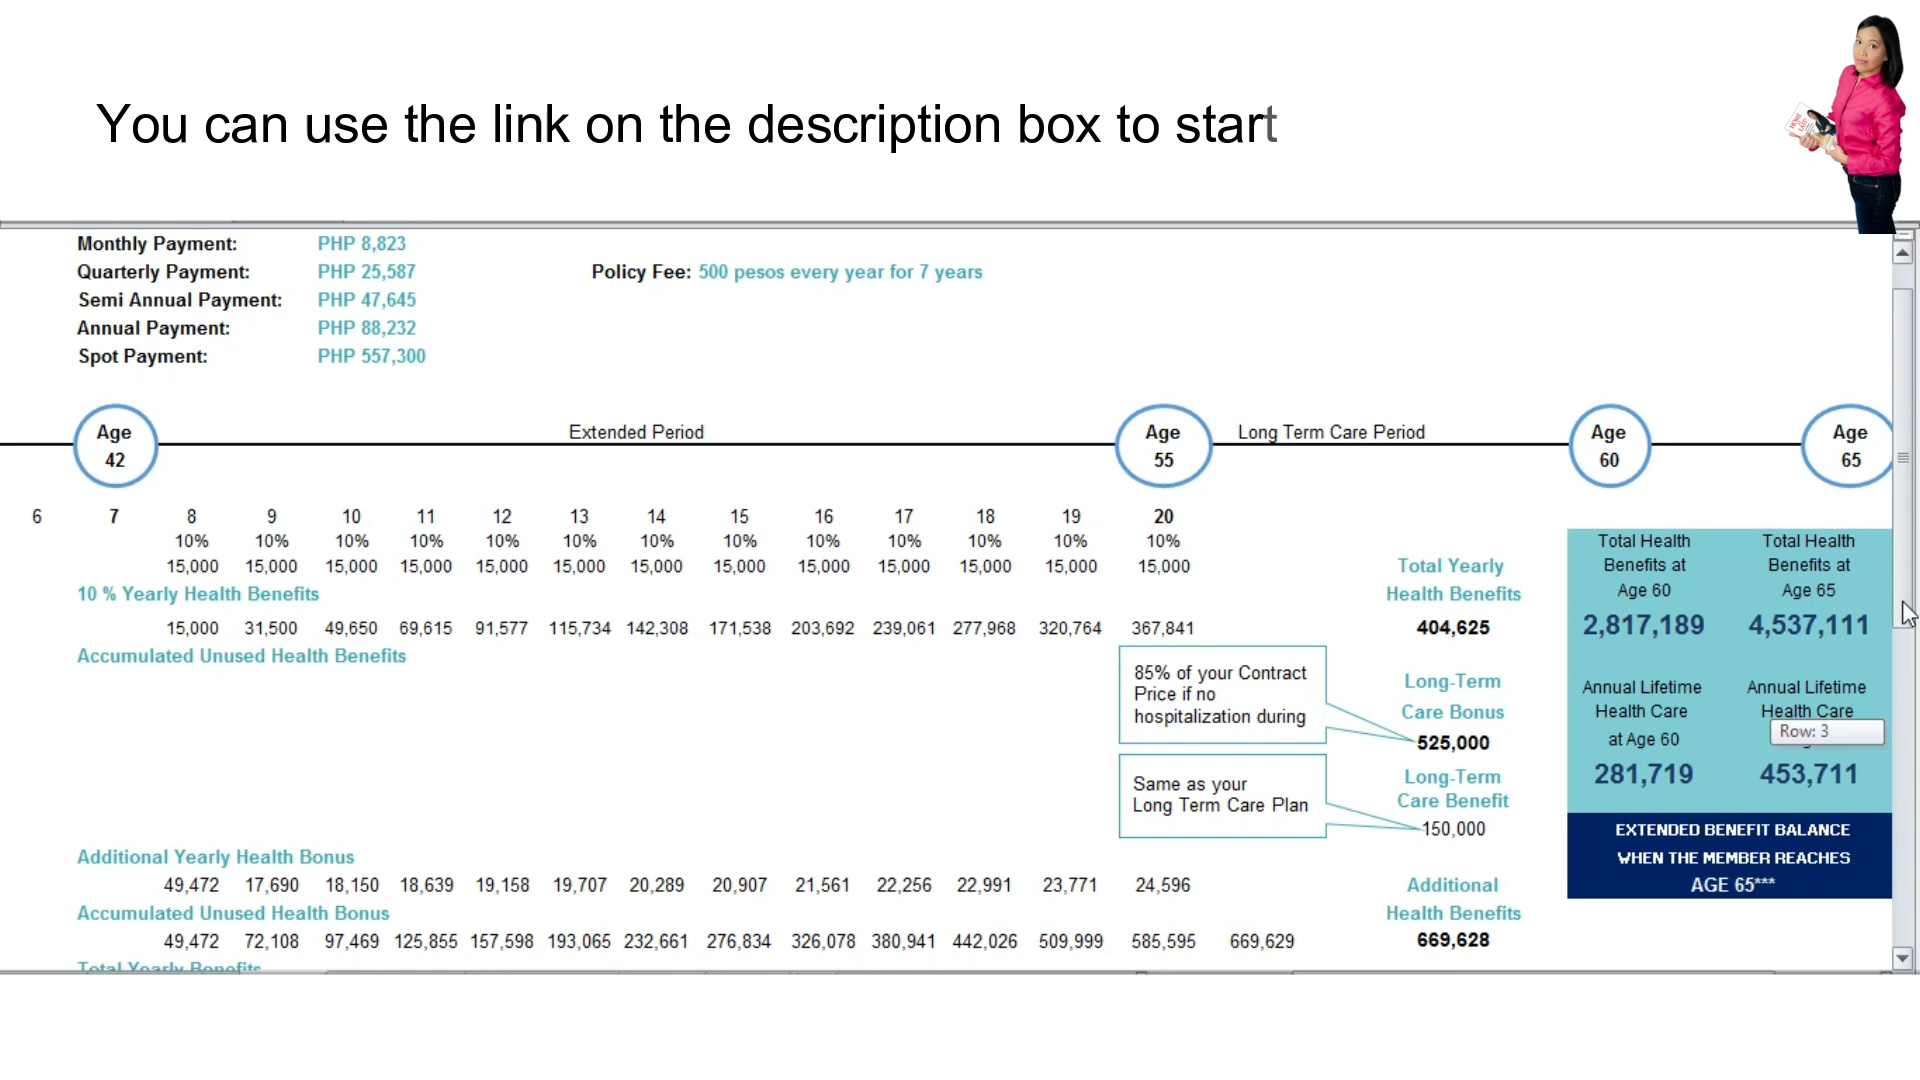 You can use the link on the description box to start
Monthly Payment: PHP 8,823
Quarterly Payment: PHP 25,587 Policy Fee: 500 pesos every year for 7 years
Semi Annual Payment: PHP 47,645
Annual Payment: PHP 88,232
Spot Payment: PHP 557,300
Age 42
Extended Period
Age 55
Long Term Care Period
Age 60
Age 65
6 7 8 9 10 11 12 13 14 15 16 17 18 19 20
10% 10% 10% 10% 10% 10% 10% 10% 10% 10% 10% 10% 10%
15,000 15,000 15,000 15,000 15,000 15,000 15,000 15,000 15,000 15,000 15,000 15,000 15,000
10 % Yearly Health Benefits
15,000 31,500 49,650 69,615 91,577 115,734 142,308 171,538 203,692 239,061 277,968 320,764 367,841
Accumulated Unused Health Benefits
Total Yearly
Health Benefits
404,625
85% of your Contract
Price if no
hospitalization during
Long-Term
Care Bonus
525,000
Same as your
Long Term Care Plan
Long-Term
Care Benefit
150,000
Additional Yearly Health Bonus
49,472 17,690 18,150 18,639 19,158 19,707 20,289 20,907 21,561 22,256 22,991 23,771 24,596
Accumulated Unused Health Bonus
49,472 72,108 97,469 125,855 157,598 193,065 232,661 276,834 326,078 380,941 442,026 509,999 585,595 669,629
Additional
Health Benefits
669,628
Total Yearly Benefits
Total Health
Benefits at
Age 60
2,817,189
Total Health
Benefits at
Age 65
4,537,111
Annual Lifetime
Health Care
at Age 60
281,719
Annual Lifetime
Health Care
Row: 3
453,711
EXTENDED BENEFIT BALANCE
WHEN THE MEMBER REACHES
AGE 65***